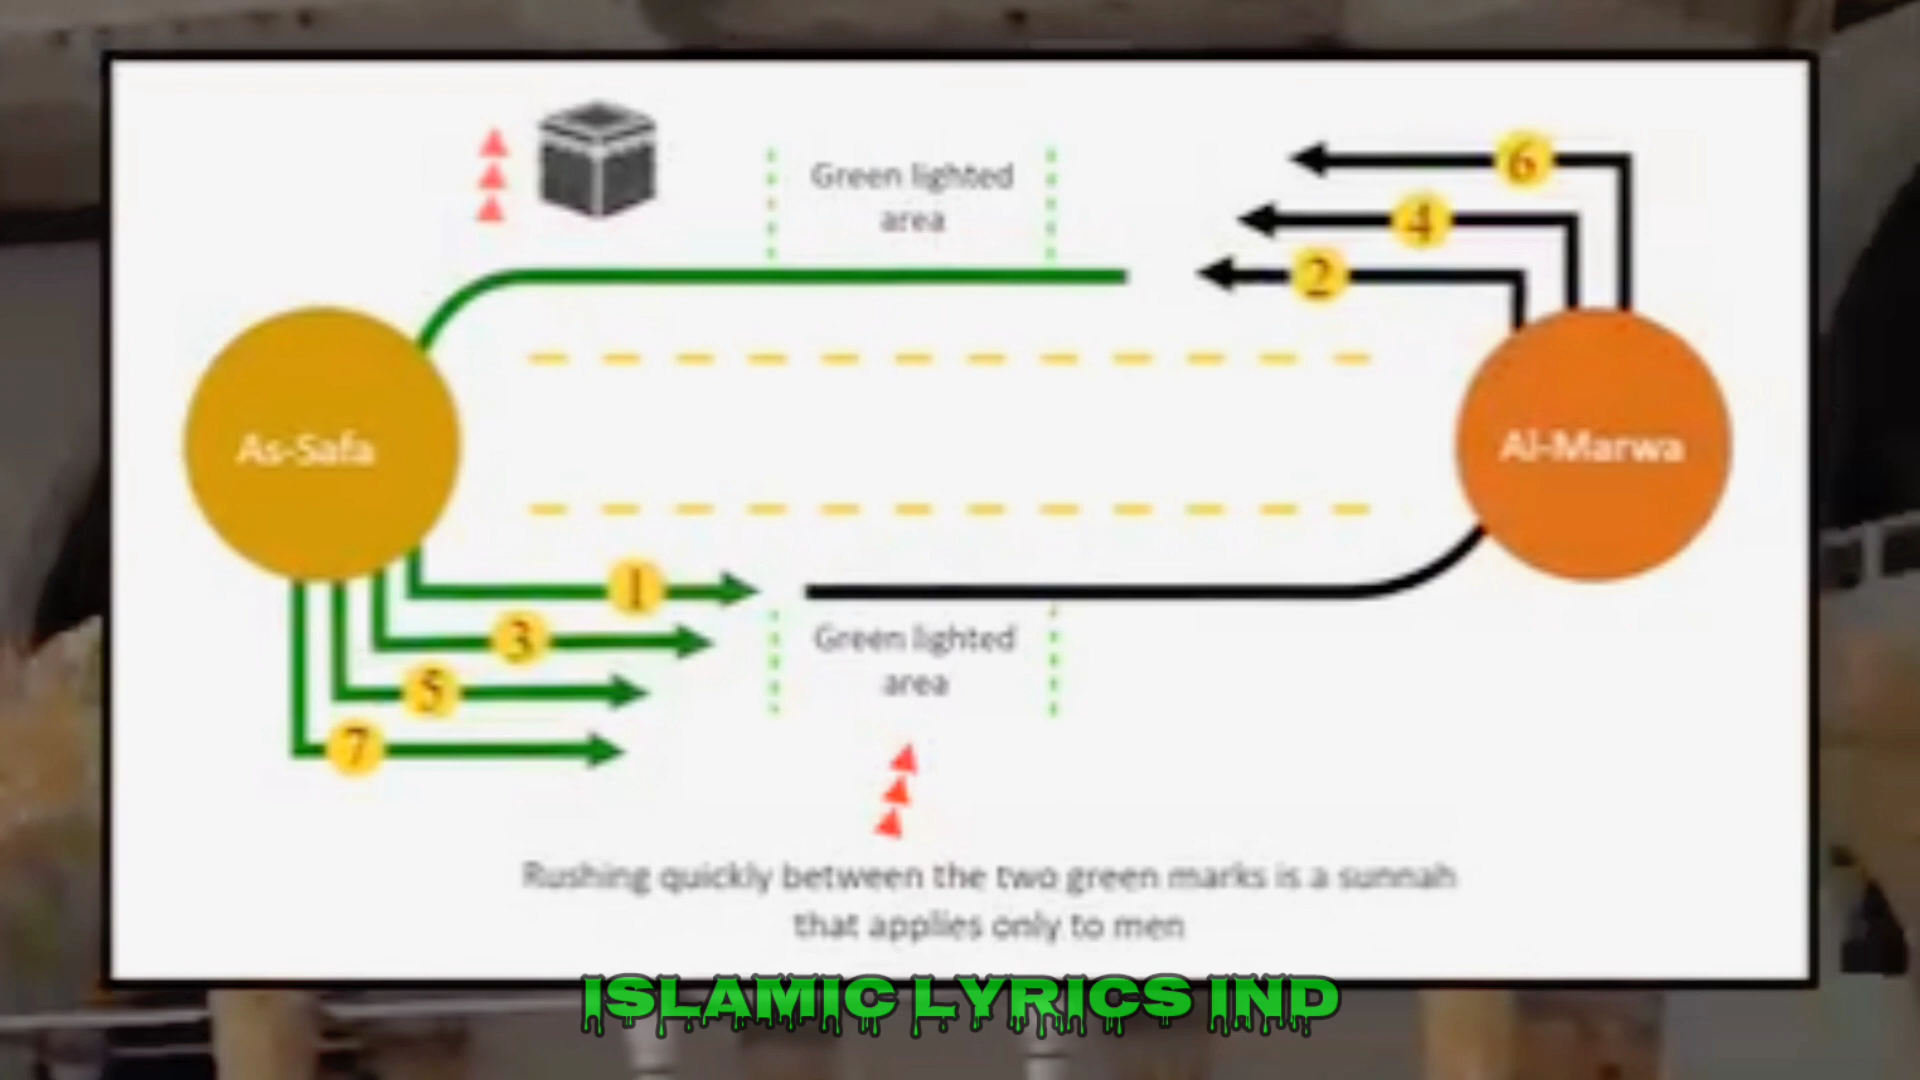 Green lighted
area
6
4
2
As-Safa
Al-Marwa
1
3
5
7
Green lighted
area
Rushing quickly between the two green marks is a sunnah
that applies only to men
ISLAMIC LYRICS IND